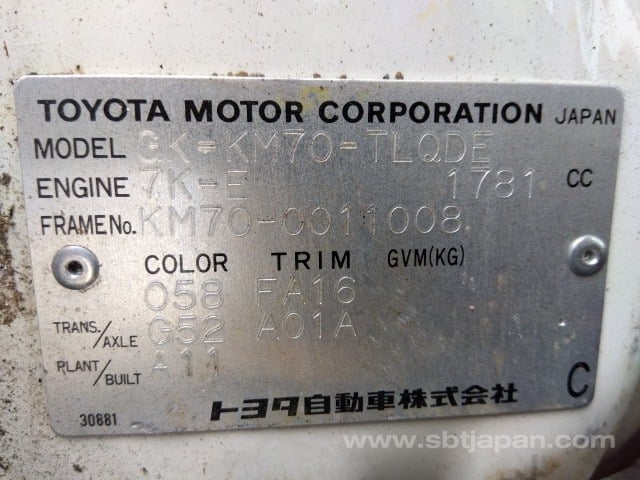 TOYOTA MOTOR CORPORATION JAPAN
MODEL GK-KM70-TLQDE
ENGINE 7K-E 1781 CC
FRAME No. KM70-0011008
COLOR TRIM GVM(KG)
058 FA16
TRANS./AXLE G52 A01A
PLANT/BUILT A11
トヨタ自動車株式会社 C
30881
www.sbtjapan.com